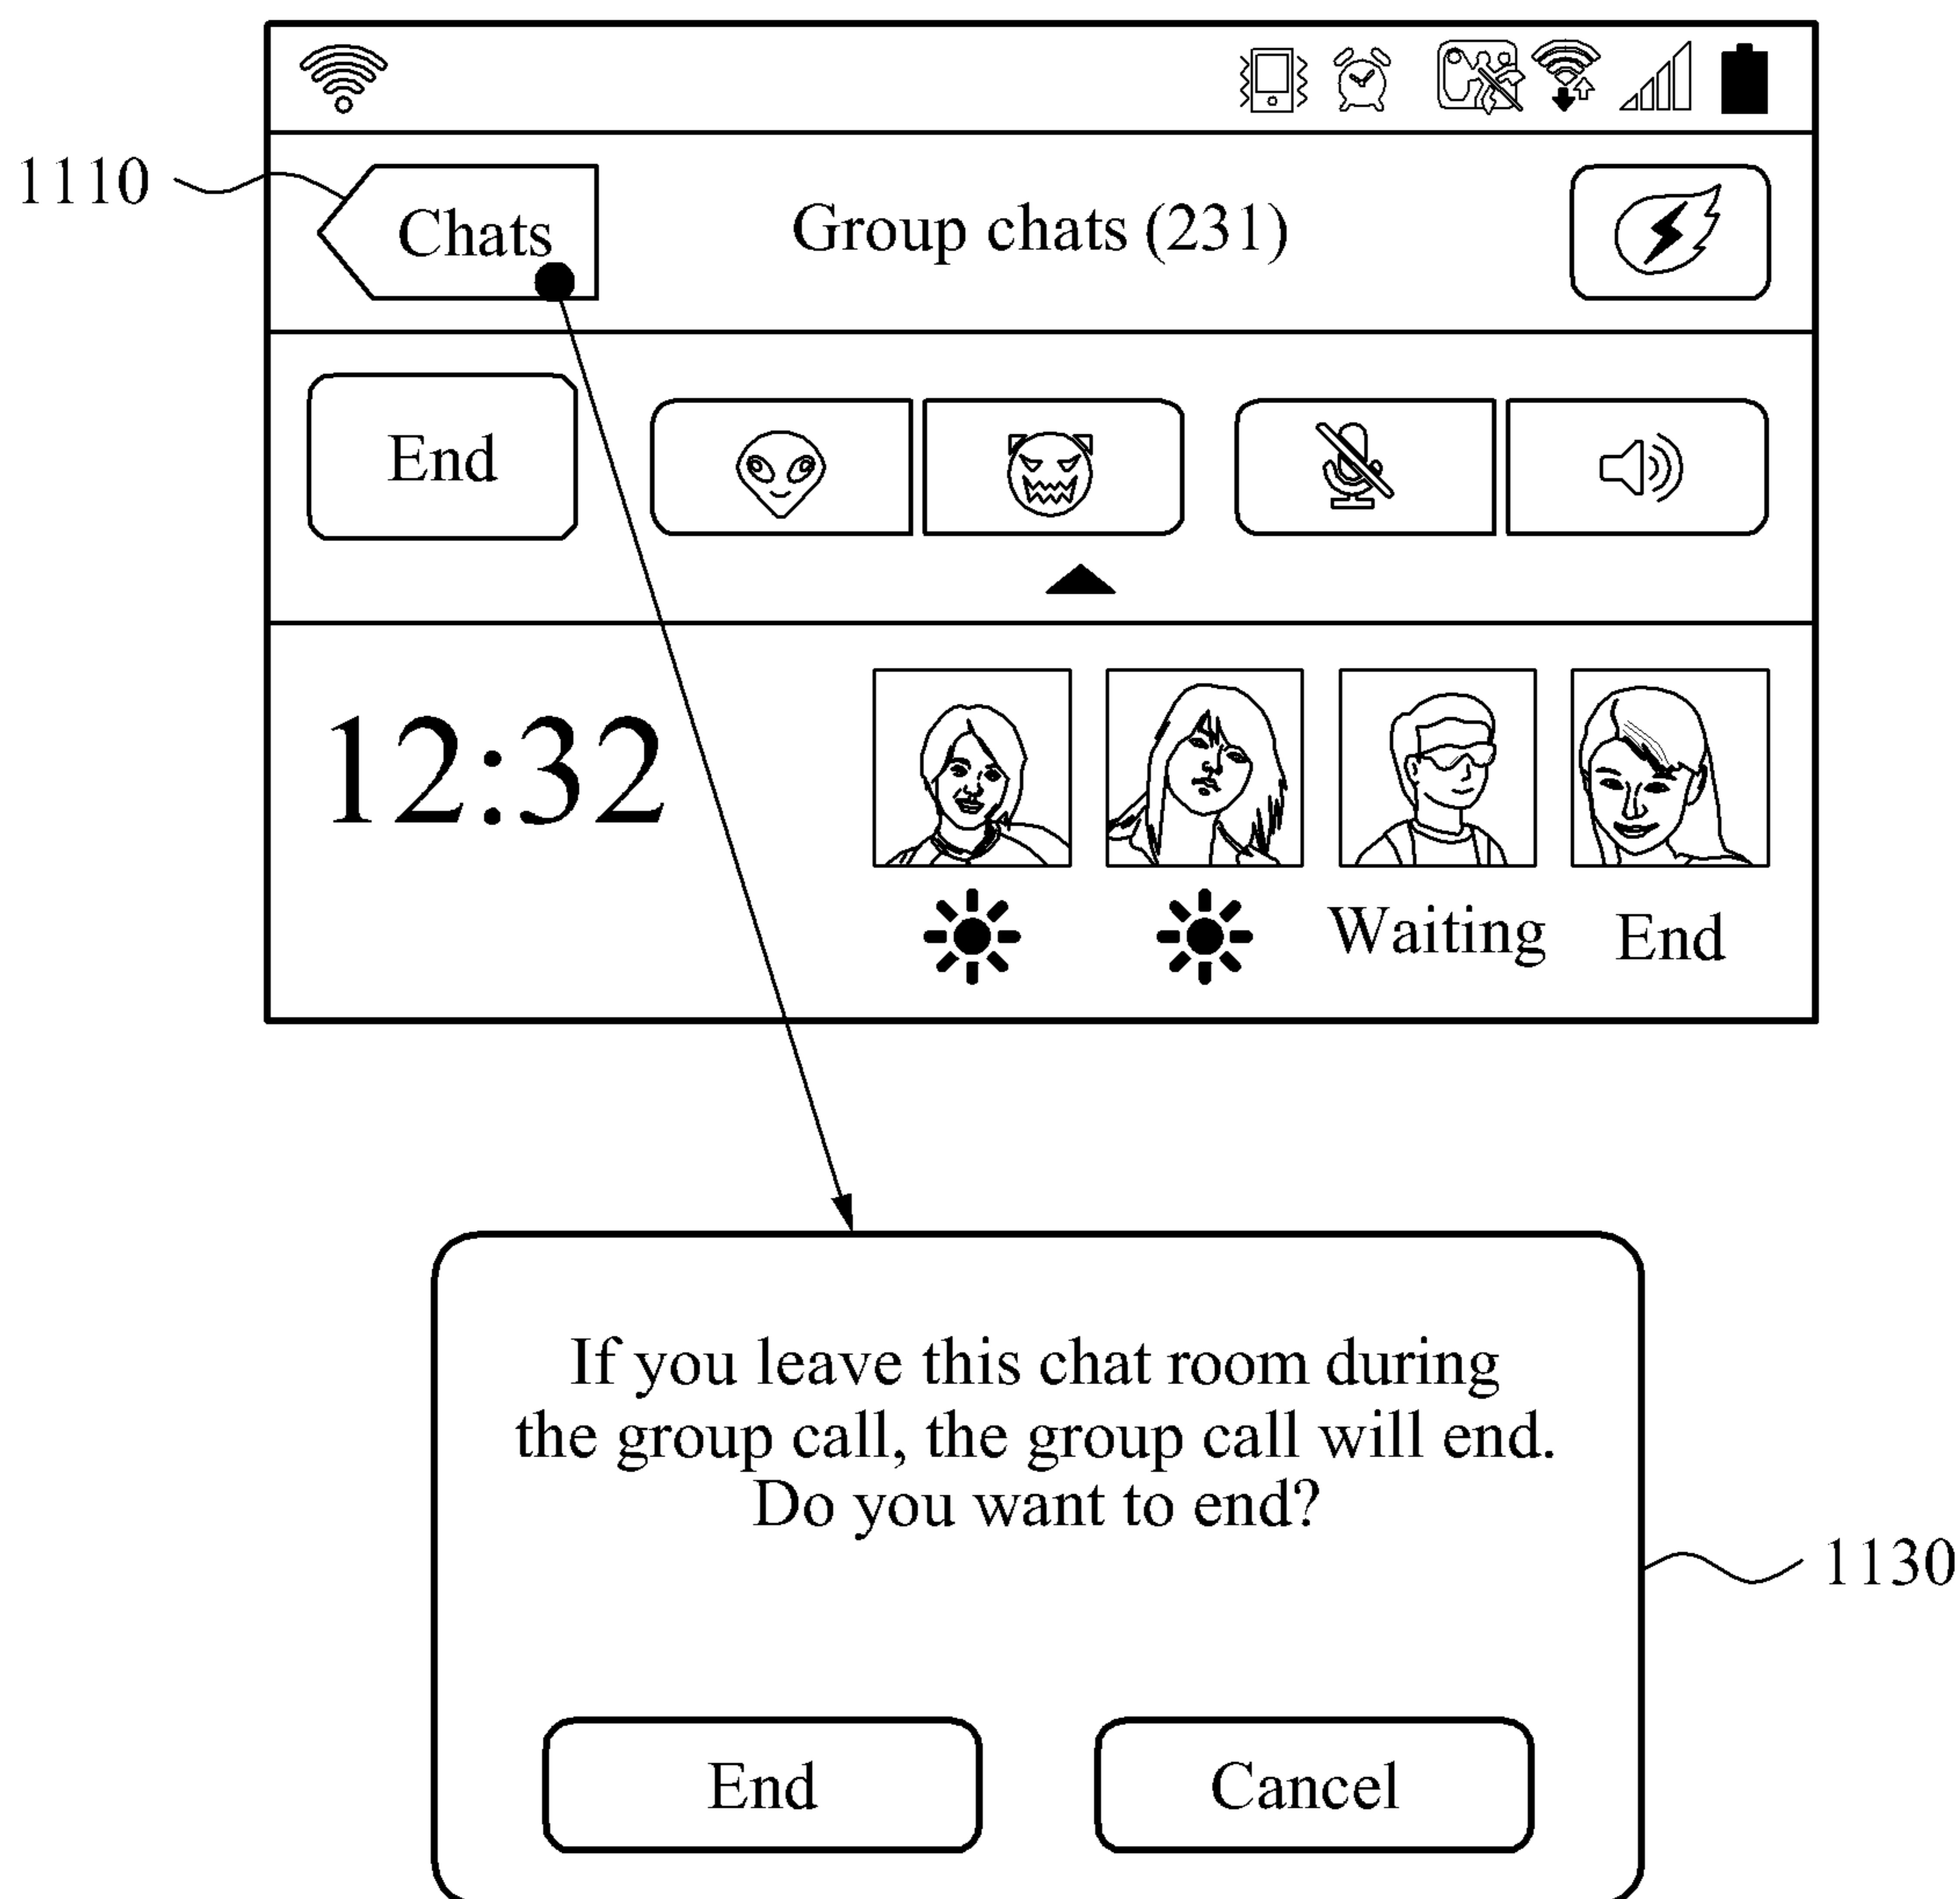 1110
Chats
Group chats (231)
End
12:32
Waiting
End
If you leave this chat room during
the group call, the group call will end.
Do you want to end?
1130
End
Cancel